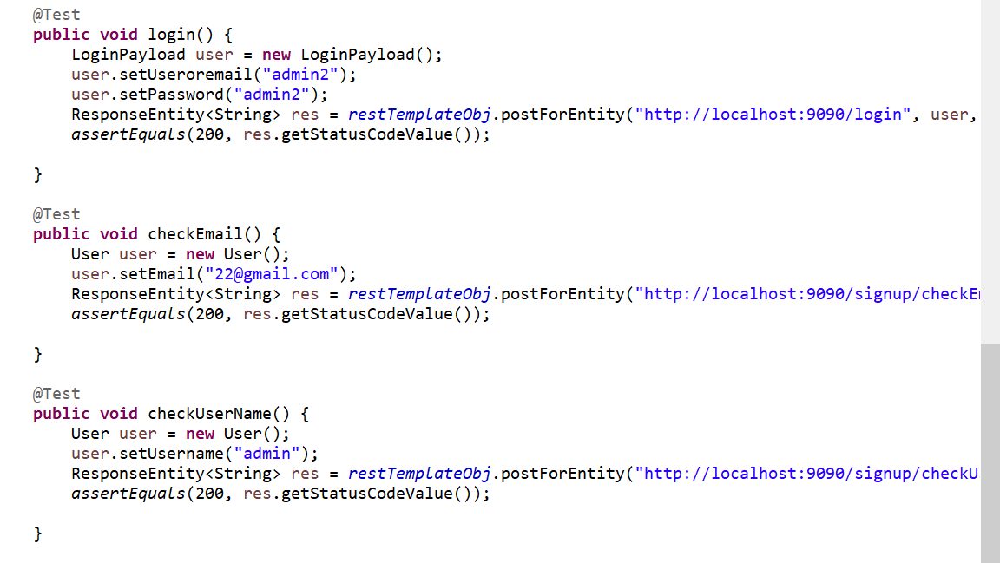 @Test
public void login() {
LoginPayload user = new LoginPayload();
user.setUseroremail("admin2");
user.setPassword("admin2");
ResponseEntity<String> res = restTemplateObj.postForEntity("http://localhost:9090/login", user,
assertEquals(200, res.getStatusCodeValue());
}
@Test
public void checkEmail() {
User user = new User();
user.setEmail("22@gmail.com");
ResponseEntity<String> res = restTemplateObj.postForEntity("http://localhost:9090/signup/checkE
assertEquals(200, res.getStatusCodeValue());
}
@Test
public void checkUserName() {
User user = new User();
user.setUsername("admin");
ResponseEntity<String> res = restTemplateObj.postForEntity("http://localhost:9090/signup/checkU
assertEquals(200, res.getStatusCodeValue());
}